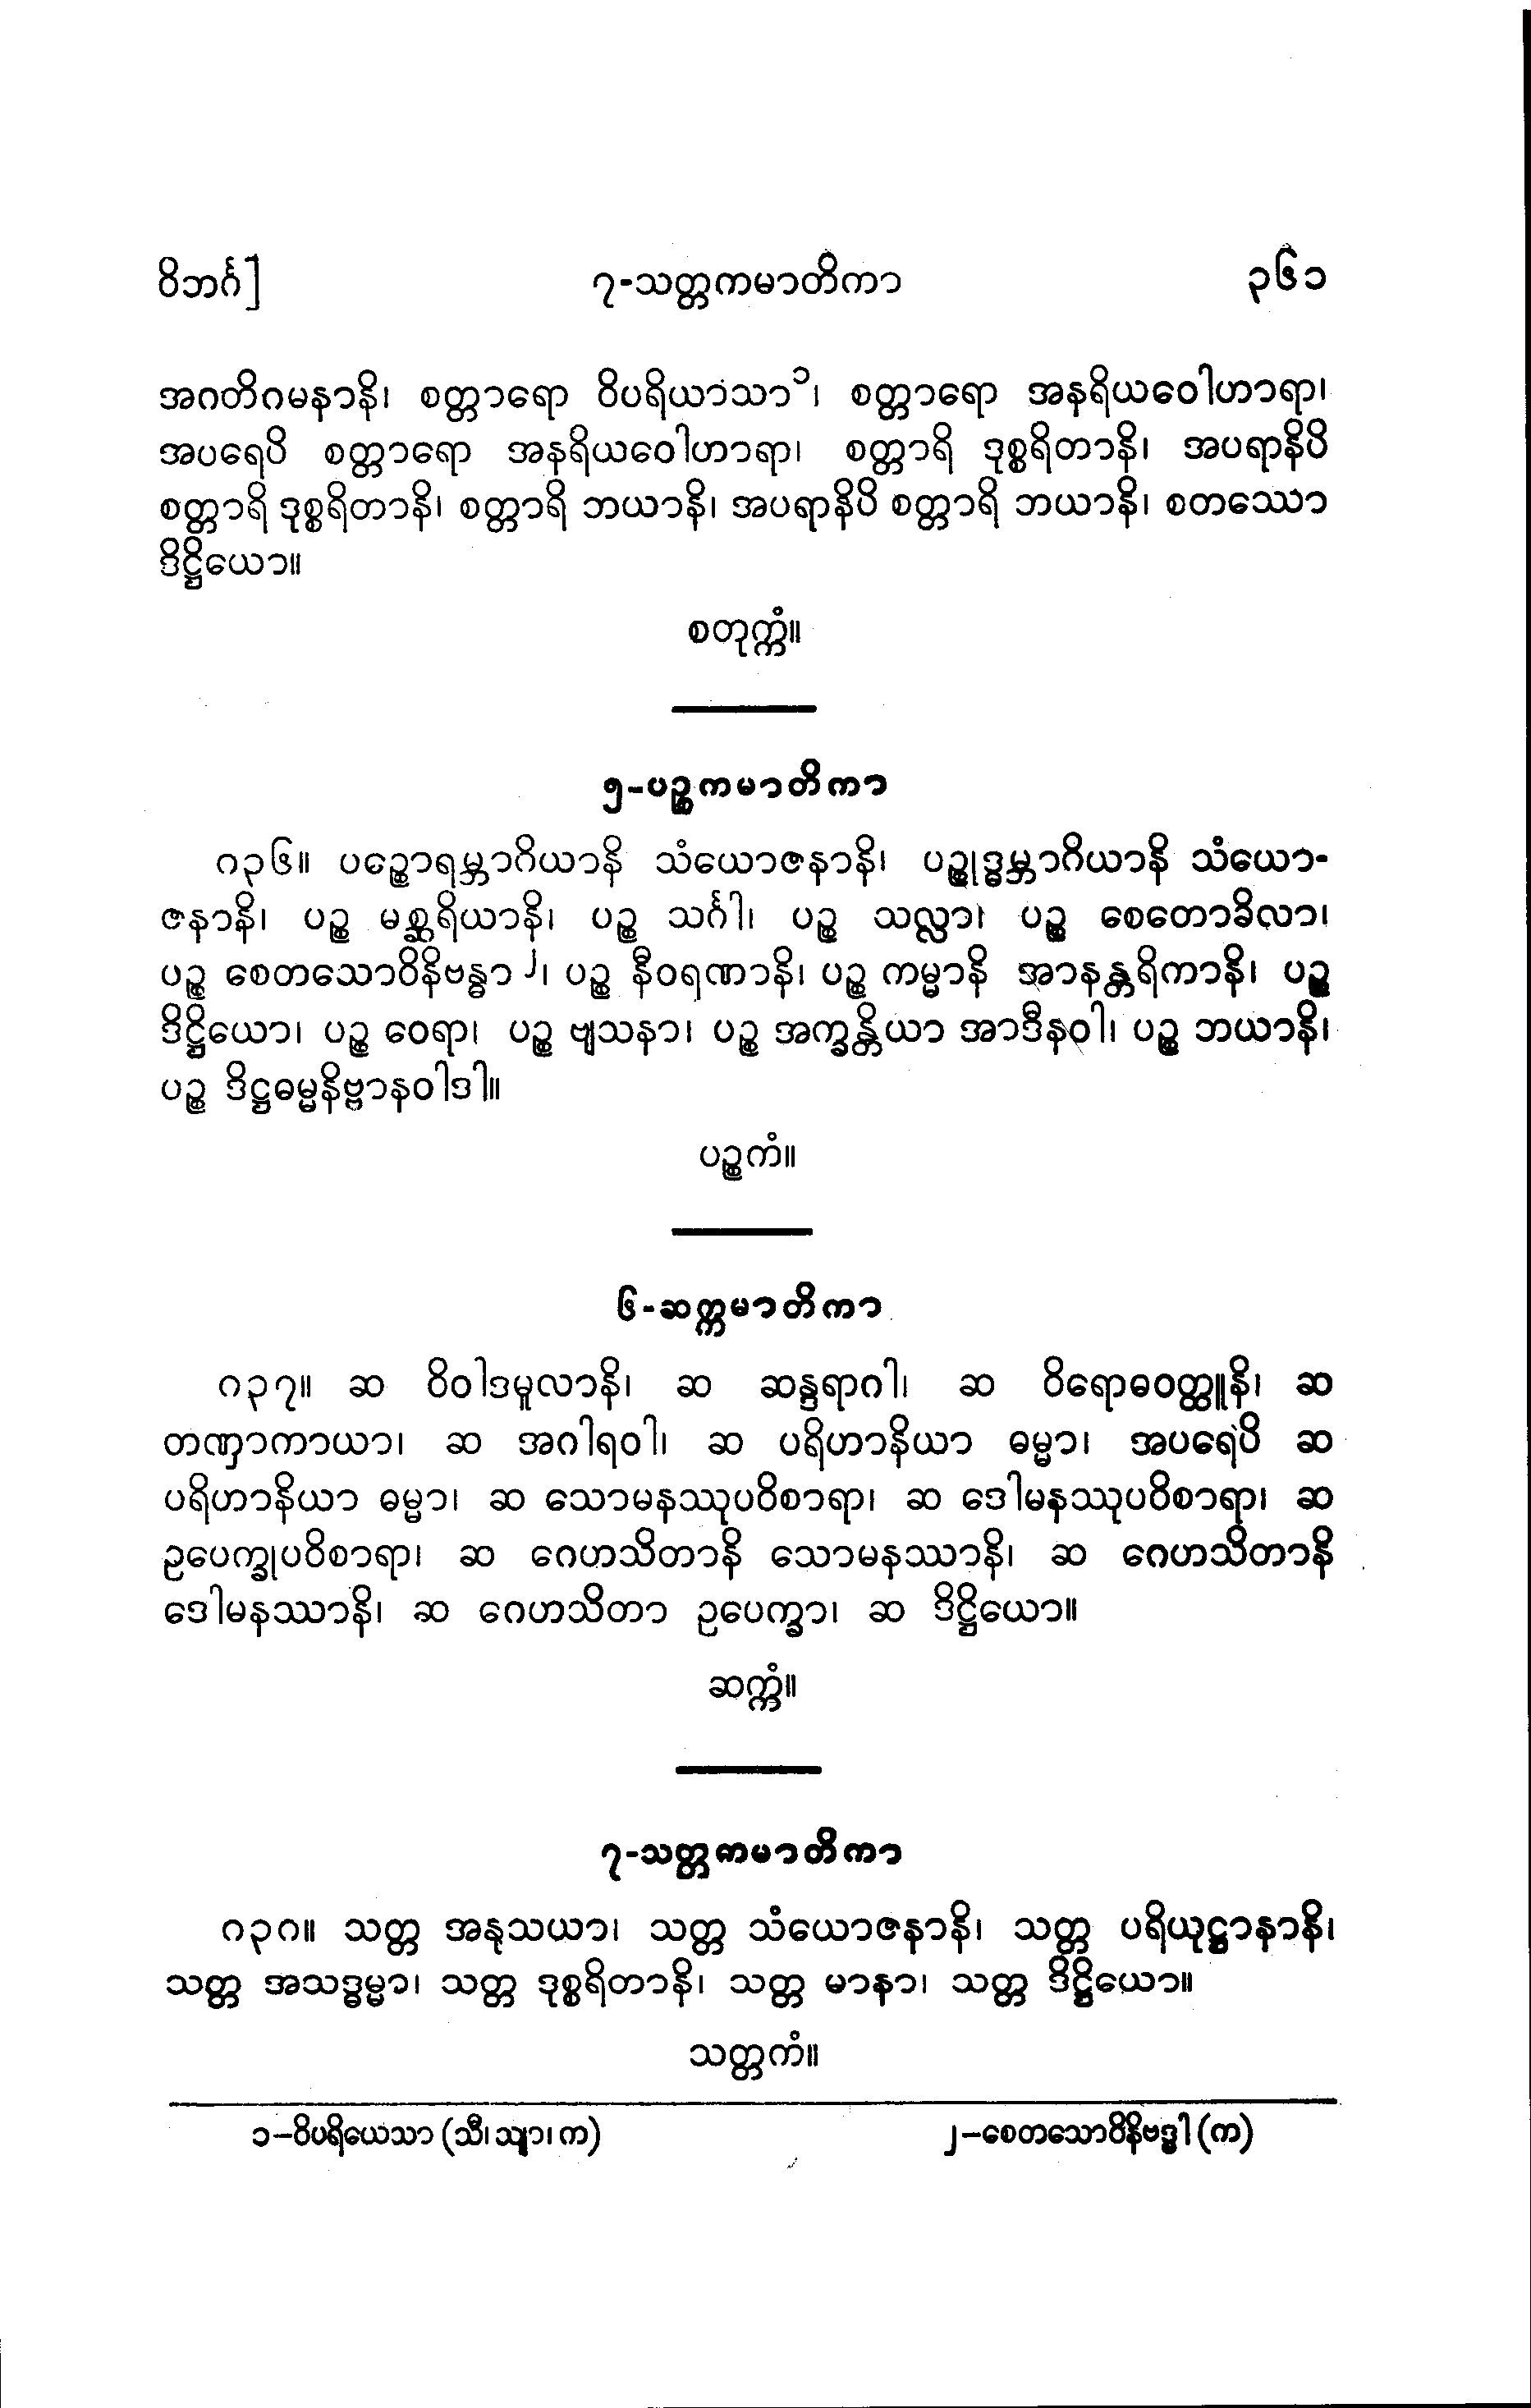 ဝိဘင်္ဂ]
၇-သတ္တကမာတိကာ
၃၆၁
အဂတိဂမနာနိ၊ စတ္တာရော ဝိပရိယာသာ၁၊ စတ္တာရော အနရိယဝေါဟာရာ၊
အပရေပိ စတ္တာရော အနရိယဝေါဟာရာ၊ စတ္တာရိ ဒုစ္စရိတာနိ၊ အပရာနိပိ
စတ္တာရိ ဒုစ္စရိတာနိ၊ စတ္တာရိ ဘယာနိ၊ အပရာနိပိ စတ္တာရိ ဘယာနိ၊ စတဿော
ဒိဋ္ဌိယော။
စတုက္ကံ။
၅-ပဉ္စကမာတိကာ
ဂ၃၆။ ပဉ္စောရမ္ဘာဂိယာနိ သံယောဇနာနိ၊ ပဉ္စုဒ္ဓမ္ဘာဂိယာနိ သံယော-
ဇနာနိ၊ ပဉ္စ မစ္ဆရိယာနိ၊ ပဉ္စ သင်္ဂါ၊ ပဉ္စ သလ္လာ၊ ပဉ္စ စေတောခိလာ၊
ပဉ္စ စေတသောဝိနိဗန္ဓာ၂၊ ပဉ္စ နီဝရဏာနိ၊ ပဉ္စ ကမ္မာနိ အာနန္တရိကာနိ၊ ပဉ္စ
ဒိဋ္ဌိယော၊ ပဉ္စ ဝေရာ၊ ပဉ္စ ဗျသနာ၊ ပဉ္စ အက္ခန္တိယာ အာဒီနဝါ၊ ပဉ္စ ဘယာနိ၊
ပဉ္စ ဒိဋ္ဌဓမ္မနိဗ္ဗာနဝါဒါ။
ပဉ္စကံ။
၆-ဆက္ကမာတိကာ
ဂ၃၇။ ဆ ဝိဝါဒမူလာနိ၊ ဆ ဆန္ဒရာဂါ၊ ဆ ဝိရောဓဝတ္ထူနိ၊ ဆ
တဏှာကာယာ၊ ဆ အဂါရဝါ၊ ဆ ပရိဟာနိယာ ဓမ္မာ၊ အပရေပိ ဆ
ပရိဟာနိယာ ဓမ္မာ၊ ဆ သောမနဿုပဝိစာရာ၊ ဆ ဒေါမနဿုပဝိစာရာ၊ ဆ
ဥပေက္ခုပဝိစာရာ၊ ဆ ဂေဟသိတာနိ သောမနဿာနိ၊ ဆ ဂေဟသိတာနိ
ဒေါမနဿာနိ၊ ဆ ဂေဟသိတာ ဥပေက္ခာ၊ ဆ ဒိဋ္ဌိယော။
ဆက္ကံ။
၇-သတ္တကမာတိကာ
ဂ၃ဂ။ သတ္တ အနုသယာ၊ သတ္တ သံယောဇနာနိ၊ သတ္တ ပရိယုဋ္ဌာနာနိ၊
သတ္တ အသဒ္ဓမ္မာ၊ သတ္တ ဒုစ္စရိတာနိ၊ သတ္တ မာနာ၊ သတ္တ ဒိဋ္ဌိယော။
သတ္တကံ။
၁–ဝိပရိယေသာ (သီ၊ သျာ၊ က)
၂–စေတသောဝိနိဗဒ္ဓါ (က)